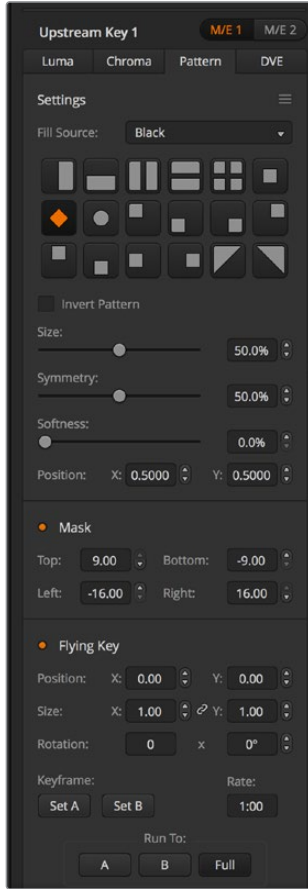 Upstream Key 1 M/E 1 M/E 2
Luma Chroma Pattern DVE
Settings
Fill Source: Black
Invert Pattern
Size:
50.0%
Symmetry:
50.0%
Softness:
0.0%
Position: X: 0.5000 Y: 0.5000
Mask
Top: 9.00 Bottom: -9.00
Left: -16.00 Right: 16.00
Flying Key
Position: X: 0.00 Y: 0.00
Size: X: 1.00 Y: 1.00
Rotation: 0 x 0°
Keyframe: Rate:
Set A Set B 1:00
Run To:
A B Full